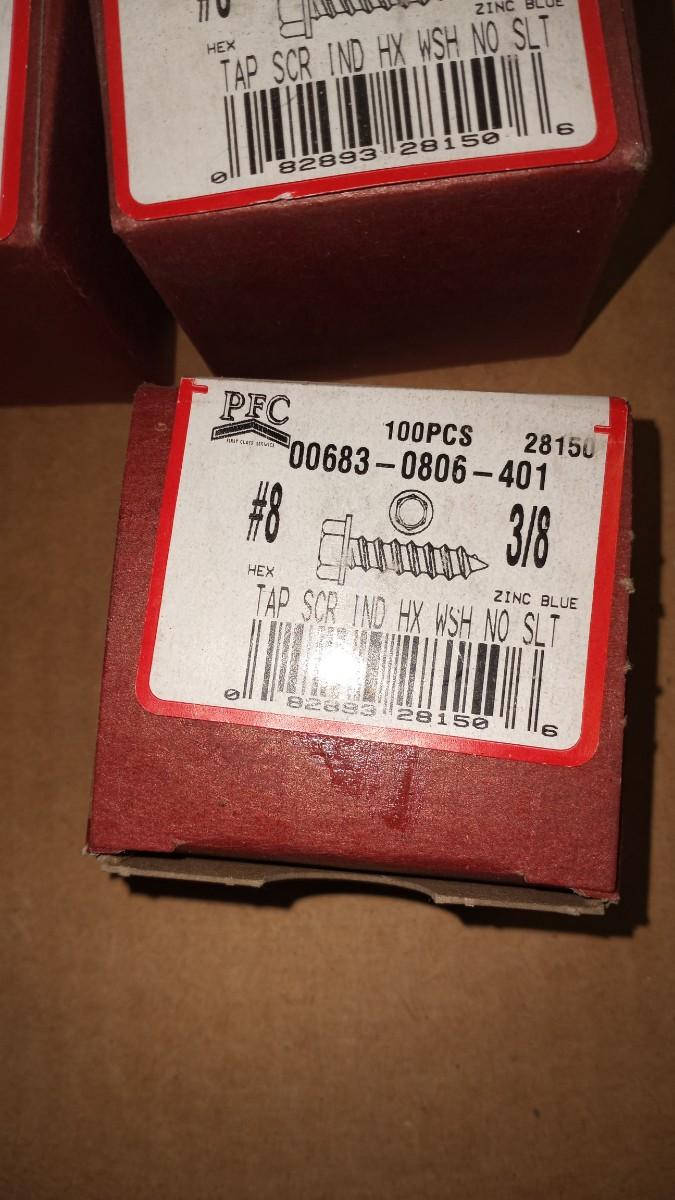 #8
ZINC BLUE
HEX
TAP SCR IND HX WSH NO SLT
0 82893 28150 6
PFC
FIRST CLASS SERVICE
100PCS 28150
00683-0806-401
#8 3/8
HEX
ZINC BLUE
TAP SCR IND HX WSH NO SLT
0 82893 28150 6